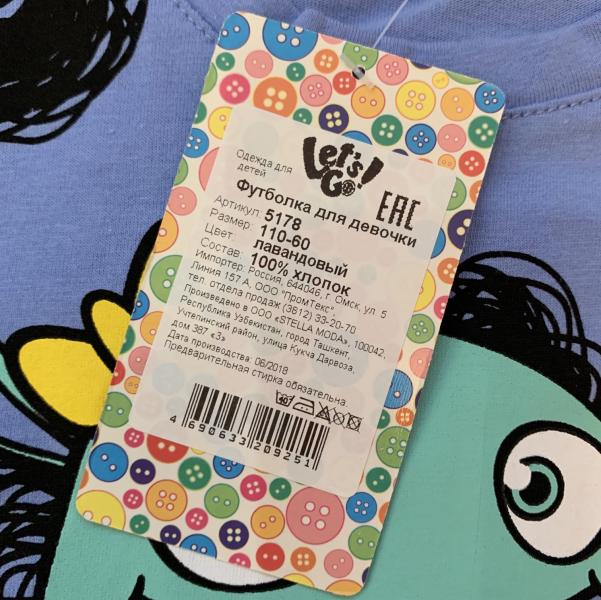 Let's Go!
Одежда для
детей
EAC
Футболка для девочки
Артикул: 5178
Размер: 110-60
Цвет: лавандовый
Состав: 100% хлопок
Импортер: Россия, 644046, г. Омск, ул. 5
Линия 157 А, ООО "ПромТекс".
тел. отдела продаж (3812) 33-20-70
Произведено в ООО «STELLA MODA», 100042,
Республика Узбекистан, город Ташкент,
Учтепинский район, улица Кукча Дарвоза,
дом 387 «З»
Дата производства: 06/2018
Предварительная стирка обязательна
40
4 690633 209251